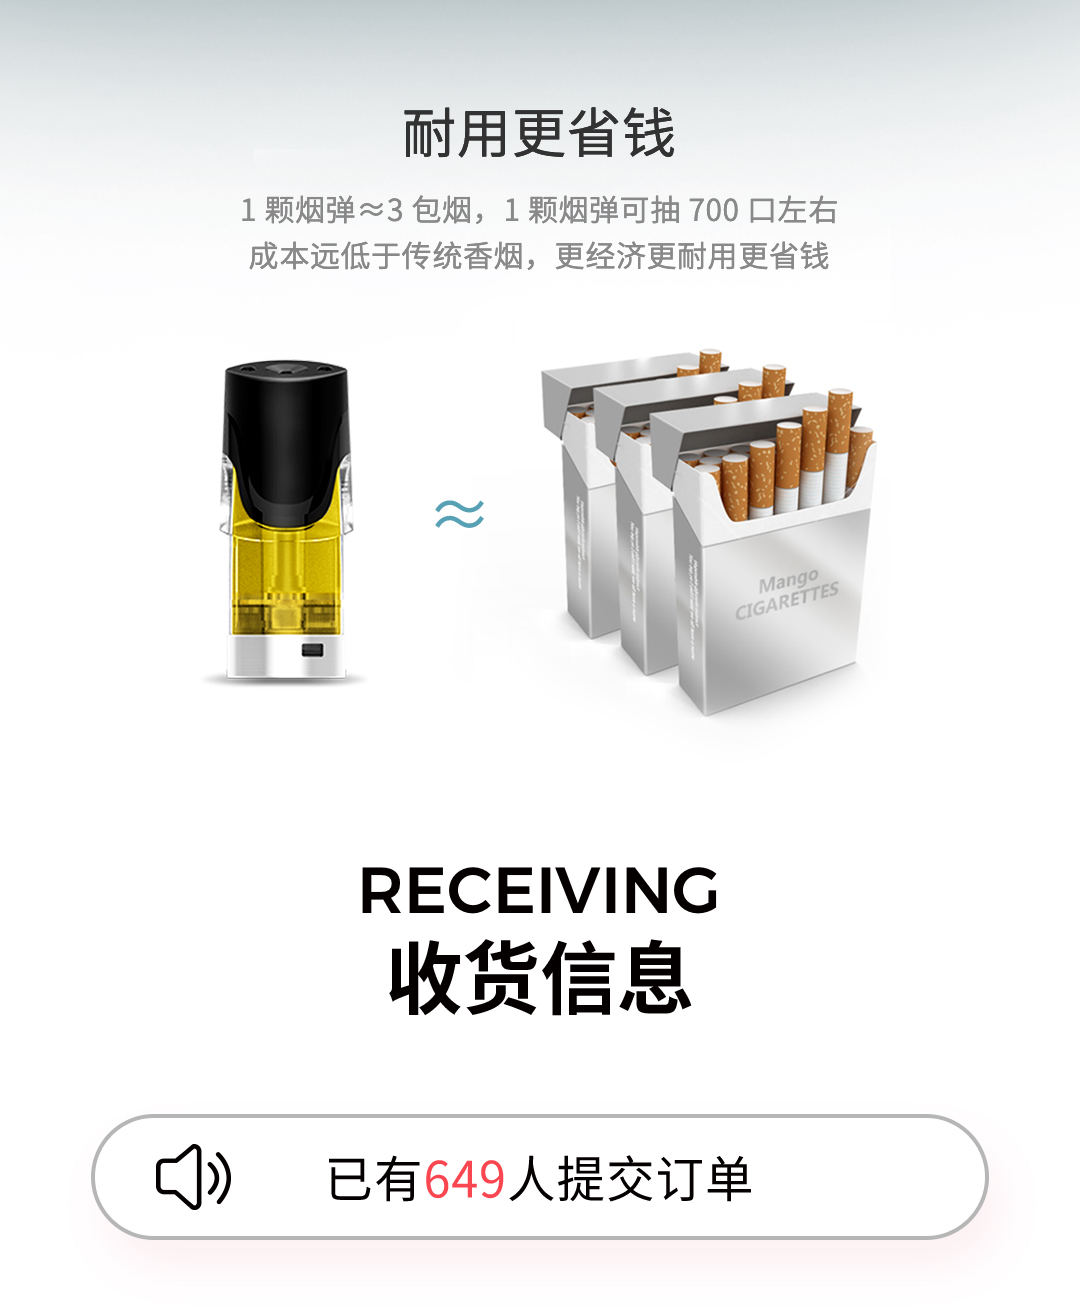 耐用更省钱
1 颗烟弹≈3 包烟，1 颗烟弹可抽 700 口左右
成本远低于传统香烟，更经济更耐用更省钱
≈
Mango
CIGARETTES
RECEIVING
收货信息
已有649人提交订单